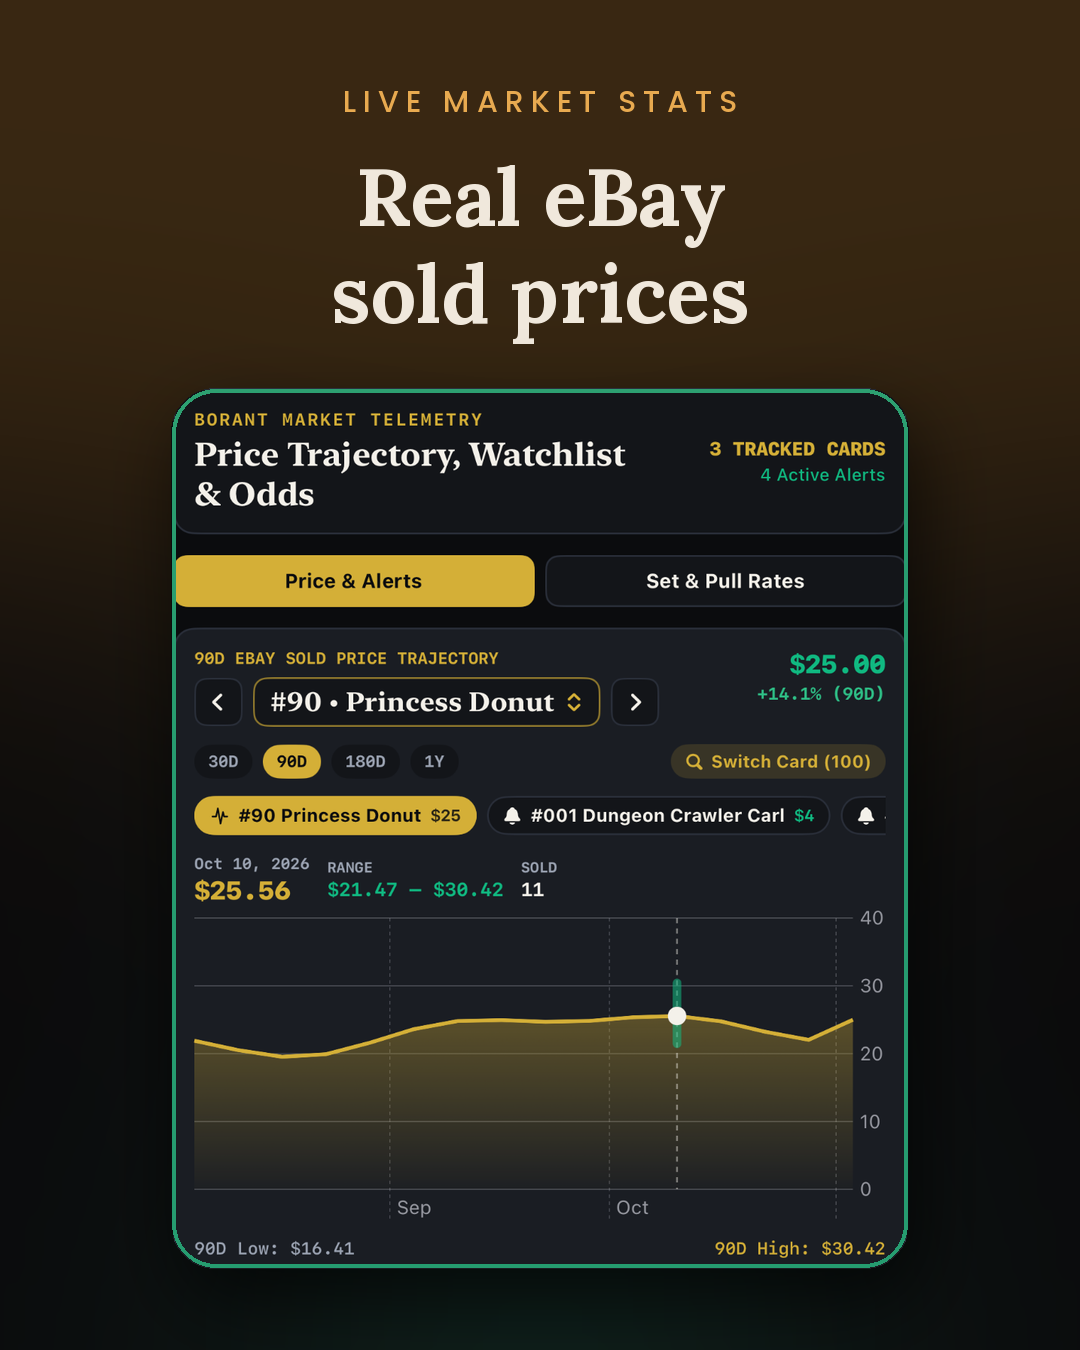 LIVE MARKET STATS
Real eBay
sold prices
BORANT MARKET TELEMETRY
Price Trajectory, Watchlist
& Odds
3 TRACKED CARDS
4 Active Alerts
Price & Alerts
Set & Pull Rates
90D EBAY SOLD PRICE TRAJECTORY
$25.00
#90 • Princess Donut
+14.1% (90D)
30D 90D 180D 1Y
Switch Card (100)
#90 Princess Donut $25
#001 Dungeon Crawler Carl $4
Oct 10, 2026
$25.56
RANGE
$21.47 – $30.42
SOLD
11
40
30
20
10
0
Sep
Oct
90D Low: $16.41
90D High: $30.42